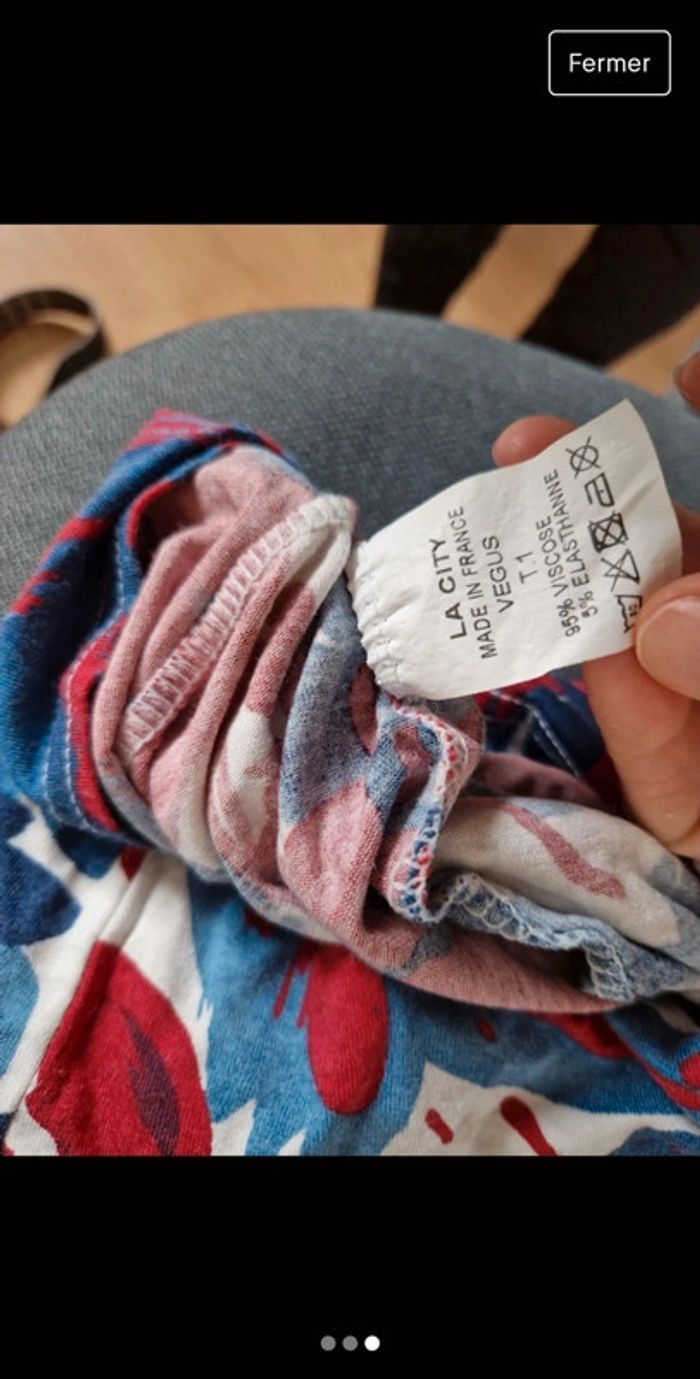 Fermer
LA CITY
MADE IN FRANCE
VEGUS
T.1
95% VISCOSE
5% ELASTHANNE